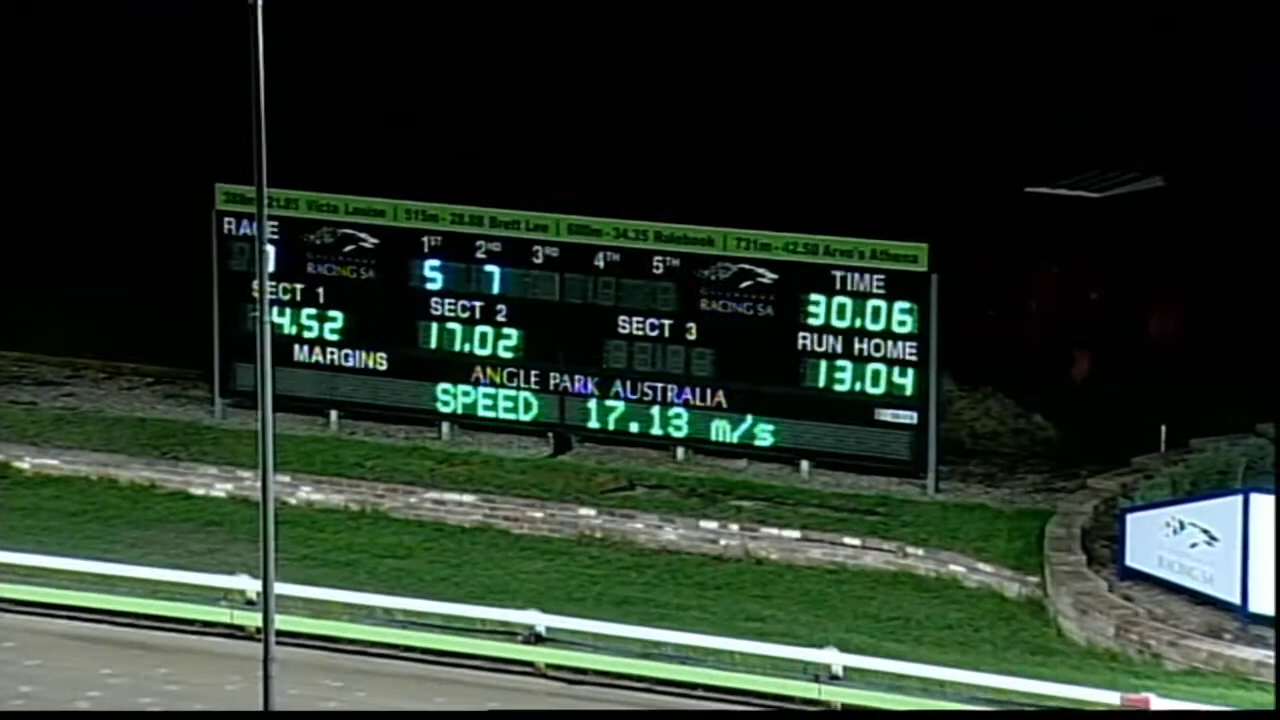 388m-21.85 Victa Louise | 515m-28.88 Brett Lee | 600m-34.35 Rulebook | 731m-42.50 Arvo's Athena
RACE
RACING SA
1ST 2ND 3RD 4TH 5TH
5 7
RACING SA
TIME
30.06
SECT 1
4.52
SECT 2
17.02
SECT 3
RUN HOME
13.04
MARGINS
ANGLE PARK AUSTRALIA
SPEED 17.13 m/s
RACING SA